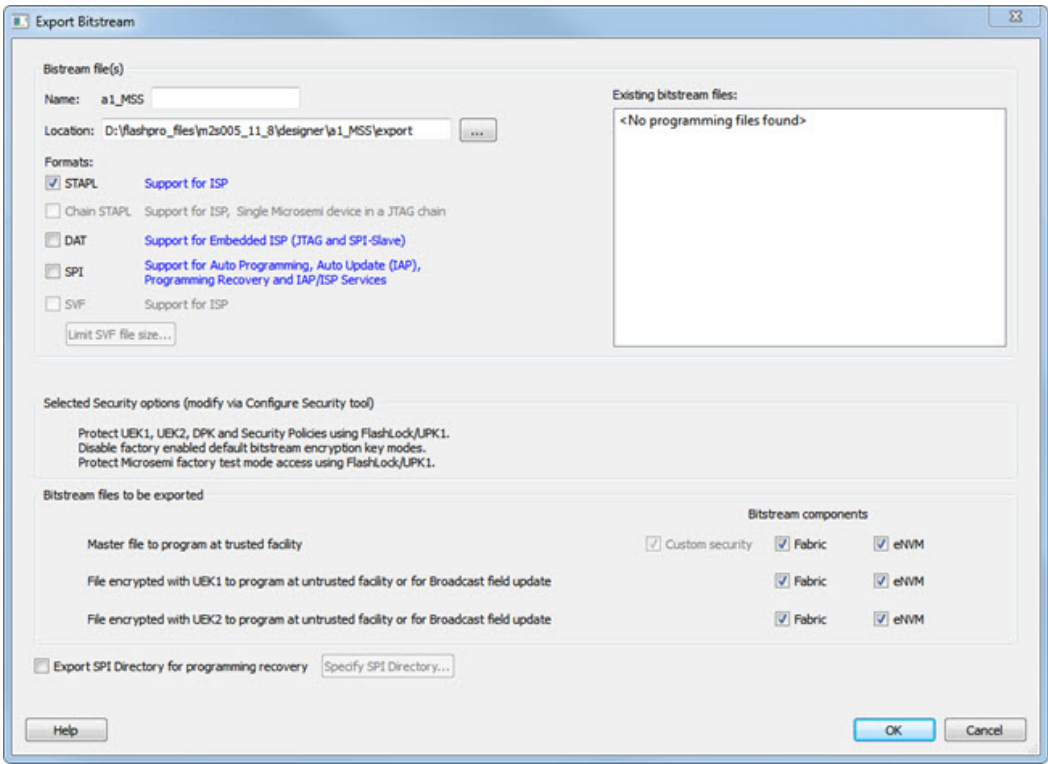 Export Bitstream
Bistream file(s)
Name: a1_MSS
Location: D:\flashpro_files\m2s005_11_8\designer\a1_MSS\export ...
Formats:
STAPL Support for ISP
Chain STAPL Support for ISP, Single Microsemi device in a JTAG chain
DAT Support for Embedded ISP (JTAG and SPI-Slave)
SPI Support for Auto Programming, Auto Update (IAP),
Programming Recovery and IAP/ISP Services
SVF Support for ISP
Limit SVF file size...
Existing bitstream files:
<No programming files found>
Selected Security options (modify via Configure Security tool)
Protect UEK1, UEK2, DPK and Security Policies using FlashLock/UPK1.
Disable factory enabled default bitstream encryption key modes.
Protect Microsemi factory test mode access using FlashLock/UPK1.
Bitstream files to be exported
Bitstream components
Master file to program at trusted facility Custom security Fabric eNVM
File encrypted with UEK1 to program at untrusted facility or for Broadcast field update Fabric eNVM
File encrypted with UEK2 to program at untrusted facility or for Broadcast field update Fabric eNVM
Export SPI Directory for programming recovery Specify SPI Directory...
Help OK Cancel